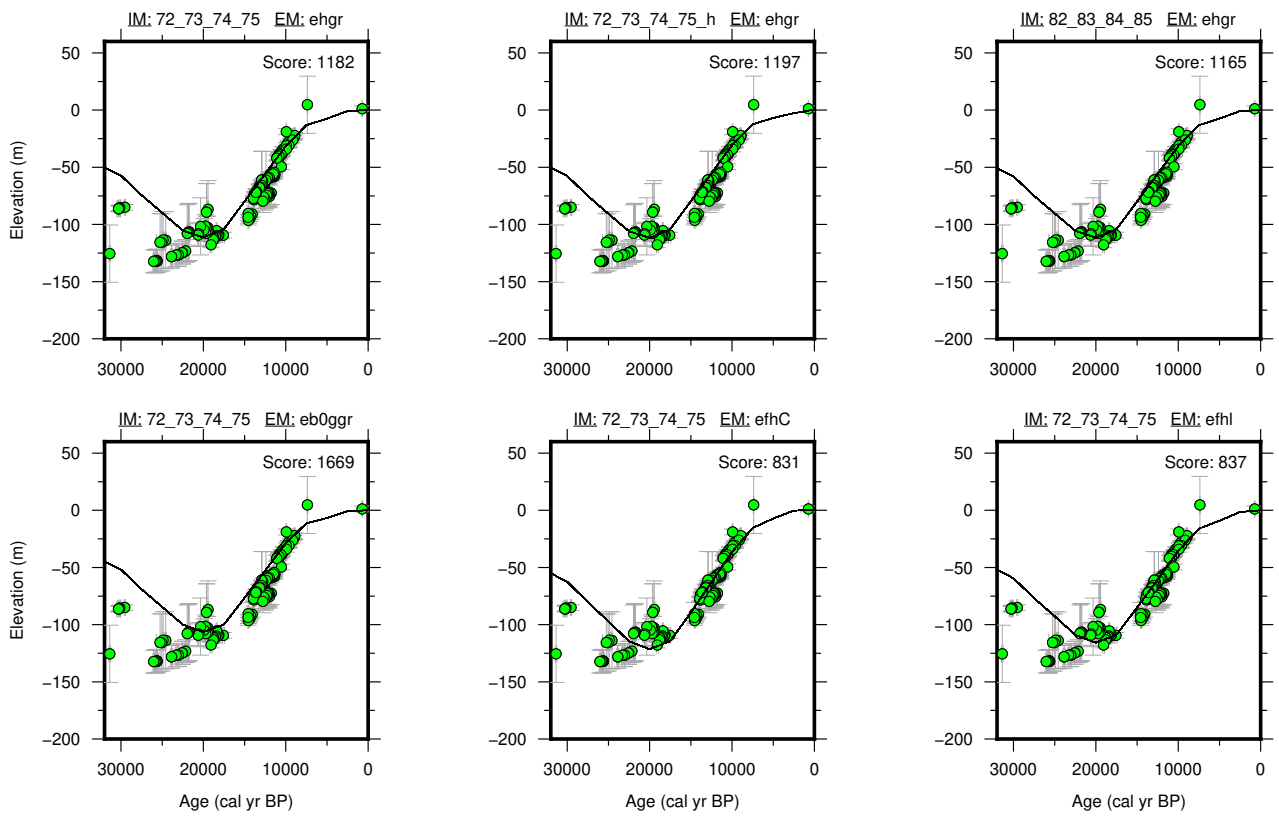 IM: 72_73_74_75 EM: ehgr
IM: 72_73_74_75_h EM: ehgr
IM: 82_83_84_85 EM: ehgr
Score: 1182
Score: 1197
Score: 1165
50
0
−50
−100
−150
−200
Elevation (m)
50
0
−50
−100
−150
−200
50
0
−50
−100
−150
−200
30000 20000 10000 0
30000 20000 10000 0
30000 20000 10000 0
IM: 72_73_74_75 EM: eb0ggr
IM: 72_73_74_75 EM: efhC
IM: 72_73_74_75 EM: efhl
Score: 1669
Score: 831
Score: 837
50
0
−50
−100
−150
−200
Elevation (m)
50
0
−50
−100
−150
−200
50
0
−50
−100
−150
−200
30000 20000 10000 0
30000 20000 10000 0
30000 20000 10000 0
Age (cal yr BP)
Age (cal yr BP)
Age (cal yr BP)